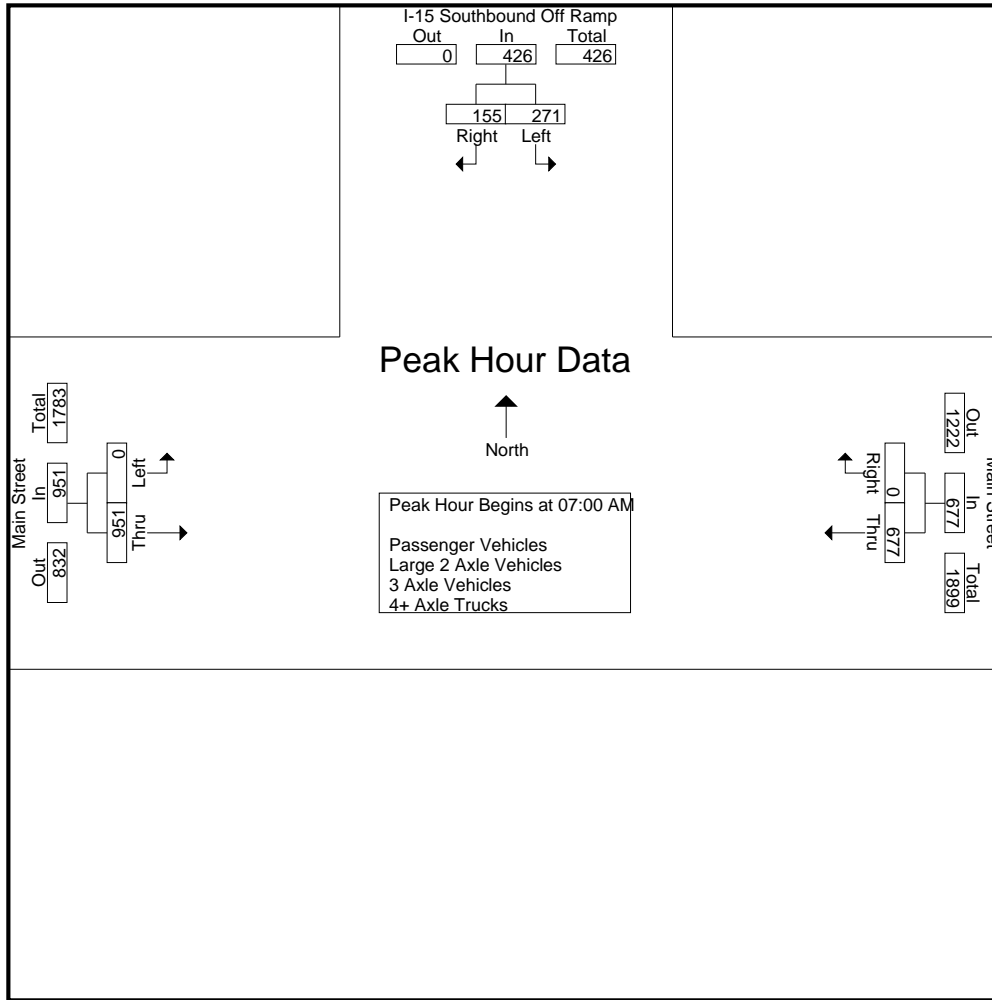 I-15 Southbound Off Ramp
Out In Total
0 426 426
155 271
Right Left
Peak Hour Data
North
Peak Hour Begins at 07:00 AM
Passenger Vehicles
Large 2 Axle Vehicles
3 Axle Vehicles
4+ Axle Trucks
Main Street
Out In Total
832 951 1783
951 0
Thru Left
Main Street
Out In Total
1222 677 1899
0 677
Right Thru